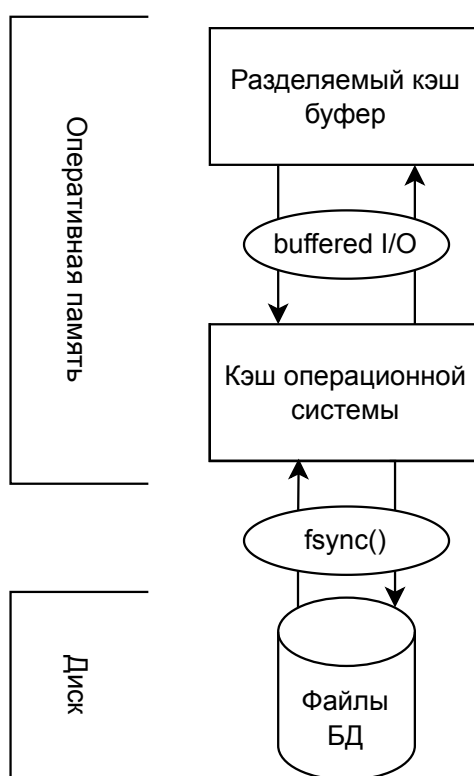 Оперативная память
Разделяемый кэш
буфер
buffered I/O
Кэш операционной
системы
fsync()
Диск
Файлы
БД